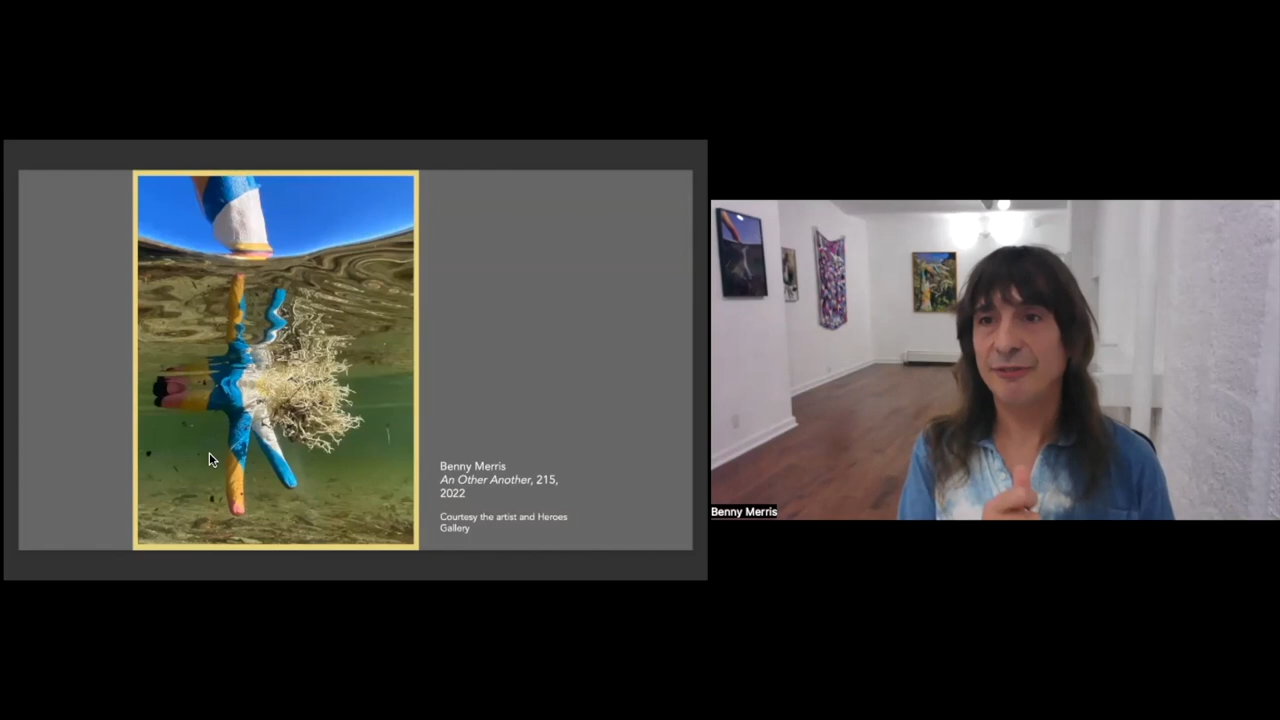 Benny Merris
An Other Another, 215,
2022
Courtesy the artist and Heroes
Gallery
Benny Merris